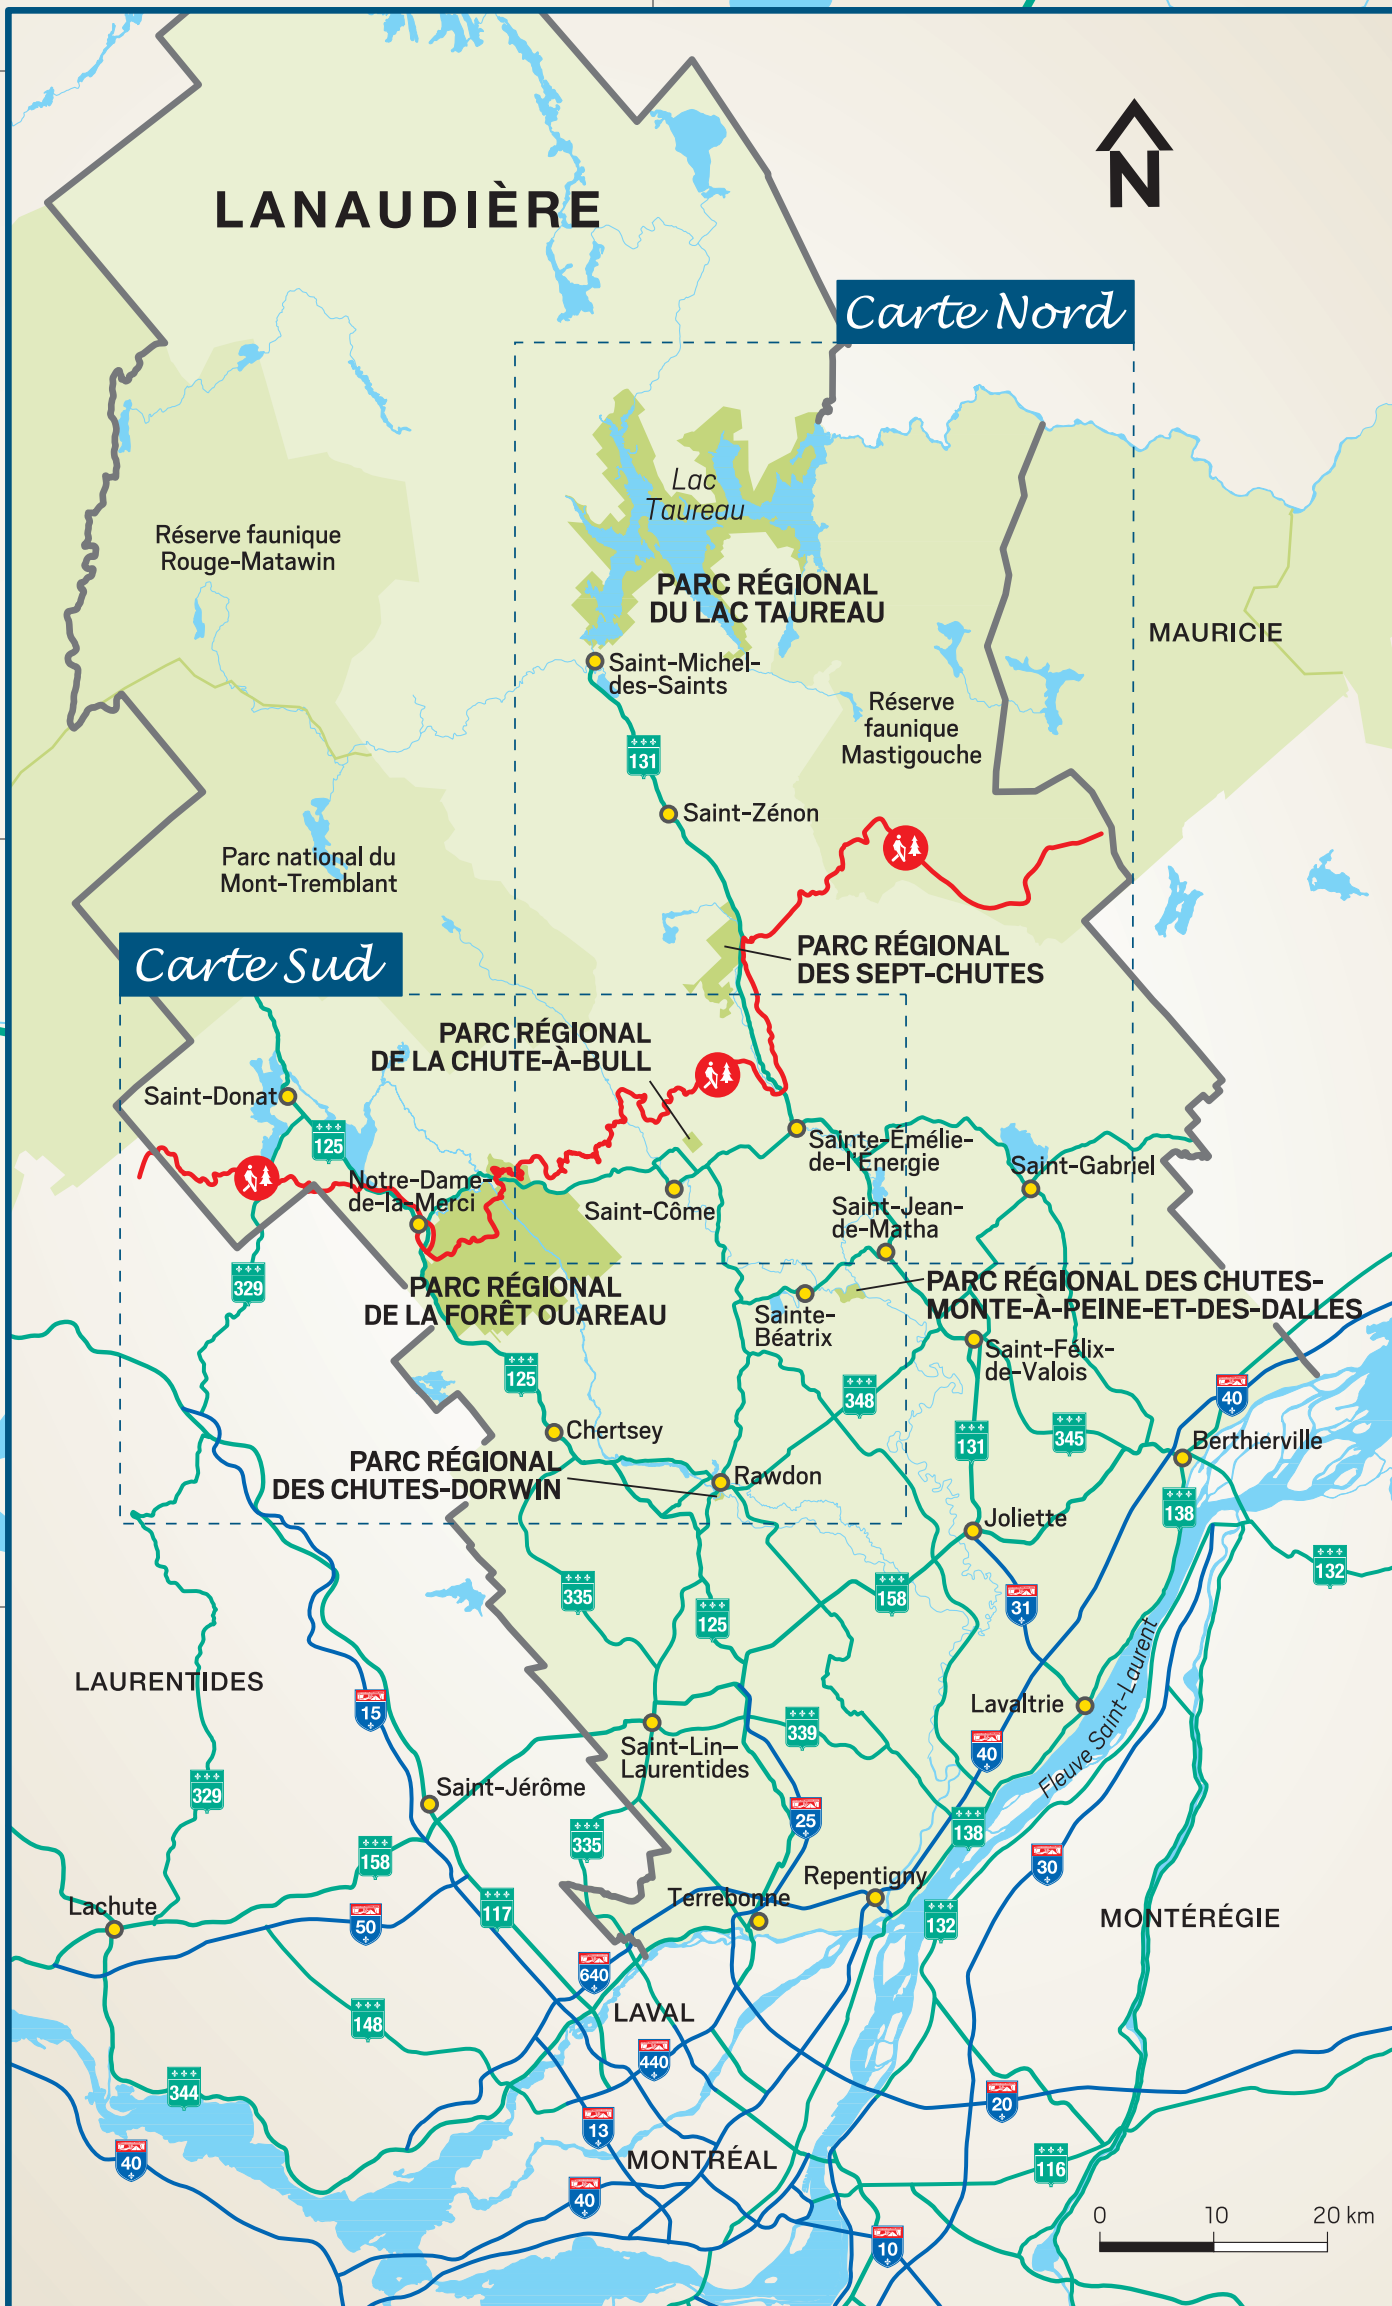 LANAUDIÈRE
N
Carte Nord
Lac
Taureau
Réserve faunique
Rouge-Matawin
PARC RÉGIONAL
DU LAC TAUREAU
MAURICIE
Saint-Michel-
des-Saints
Réserve
faunique
Mastigouche
131
Saint-Zénon
Parc national du
Mont-Tremblant
Carte Sud
PARC RÉGIONAL
DES SEPT-CHUTES
PARC RÉGIONAL
DE LA CHUTE-À-BULL
Saint-Donat
125
Sainte-Émélie-
de-l'Énergie
Saint-Gabriel
Notre-Dame-
de-la-Merci
Saint-Côme
Saint-Jean-
de-Matha
329
PARC RÉGIONAL
DE LA FORÊT OUAREAU
PARC RÉGIONAL DES CHUTES-
MONTE-À-PEINE-ET-DES-DALLES
Sainte-
Béatrix
Saint-Félix-
de-Valois
125
348
40
131
345
Chertsey
Berthierville
PARC RÉGIONAL
DES CHUTES-DORWIN
Rawdon
138
Joliette
132
335
125
158
31
LAURENTIDES
15
Lavaltrie
Fleuve Saint-Laurent
339
40
Saint-Lin–
Laurentides
329
Saint-Jérôme
25
138
335
158
30
Repentigny
Terrebonne
Lachute
117
50
132
MONTÉRÉGIE
640
LAVAL
148
440
344
20
13
MONTRÉAL
40
116
40
10
0 10 20 km